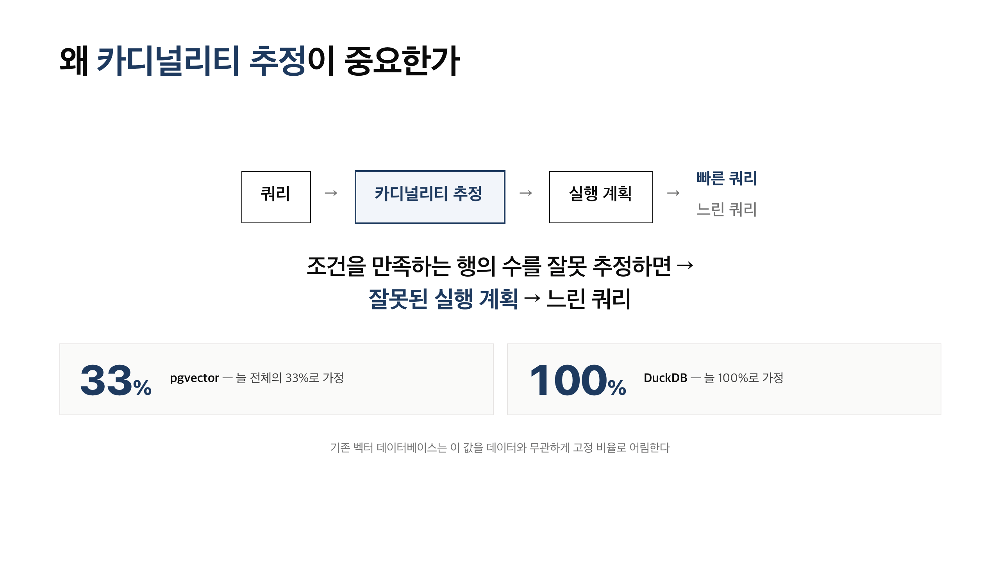 왜 카디널리티 추정이 중요한가
쿼리 → 카디널리티 추정 → 실행 계획 → 빠른 쿼리
느린 쿼리
조건을 만족하는 행의 수를 잘못 추정하면 →
잘못된 실행 계획 → 느린 쿼리
33% pgvector — 늘 전체의 33%로 가정
100% DuckDB — 늘 100%로 가정
기존 벡터 데이터베이스는 이 값을 데이터와 무관하게 고정 비율로 어림한다